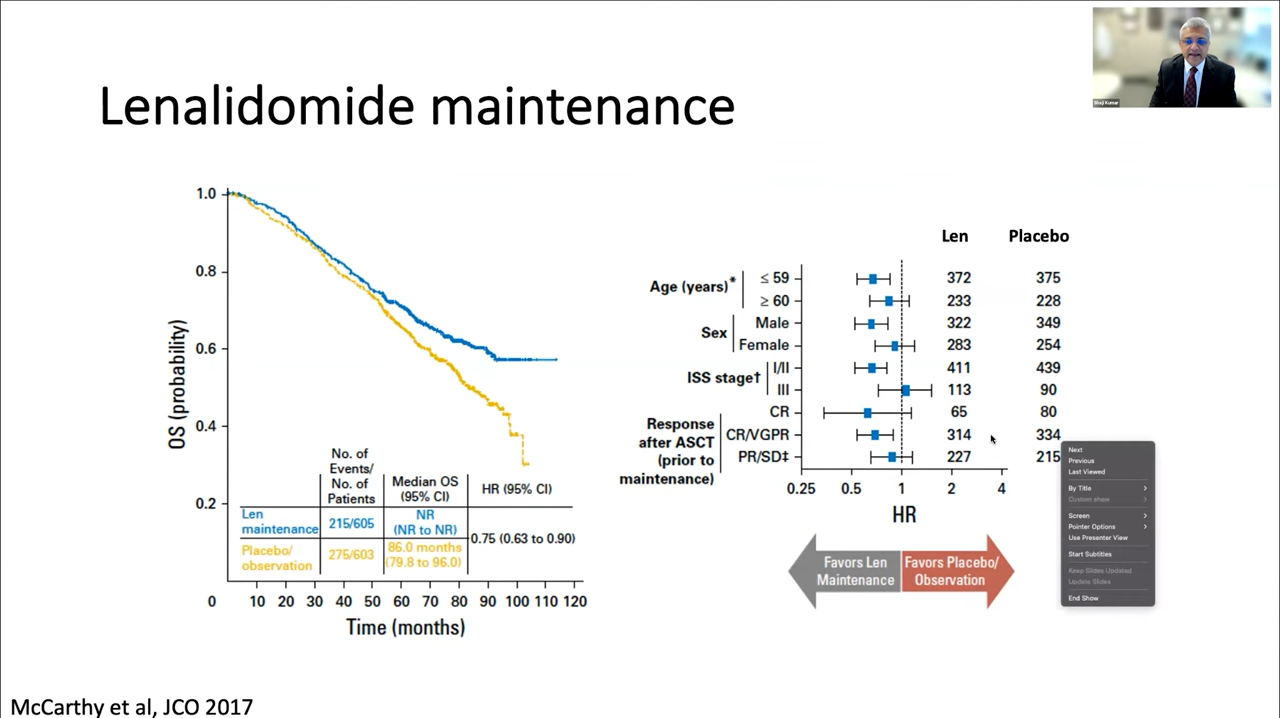 Shaji Kumar
Lenalidomide maintenance
1.0
0.8
0.6
0.4
0.2
OS (probability)
No. of
Events/
No. of
Patients
Median OS
(95% CI)
HR (95% CI)
Len
maintenance
215/605
NR
(NR to NR)
0.75 (0.63 to 0.90)
Placebo/
observation
275/603
86.0 months
(79.8 to 96.0)
0 10 20 30 40 50 60 70 80 90 100 110 120
Time (months)
Len Placebo
Age (years)*
≤ 59 372 375
≥ 60 233 228
Sex
Male 322 349
Female 283 254
ISS stage†
I/II 411 439
III 113 90
Response
after ASCT
(prior to
maintenance)
CR 65 80
CR/VGPR 314 334
PR/SD‡ 227 215
0.25 0.5 1 2 4
HR
Favors Len
Maintenance
Favors Placebo/
Observation
Next
Previous
Last Viewed
By Title
Custom show
Screen
Pointer Options
Use Presenter View
Start Subtitles
Keep Slides Updated
Update Slides
End Show
McCarthy et al, JCO 2017